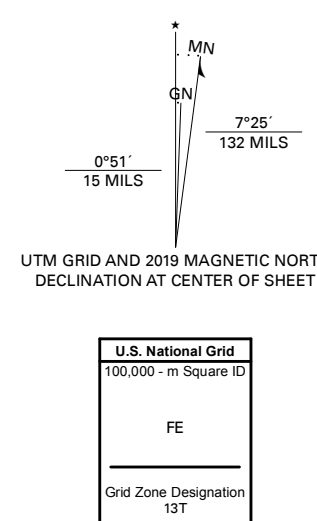 ★
MN
GN
7°25´
132 MILS
0°51´
15 MILS
UTM GRID AND 2019 MAGNETIC NORT
DECLINATION AT CENTER OF SHEET
U.S. National Grid
100,000 - m Square ID
FE
Grid Zone Designation
13T